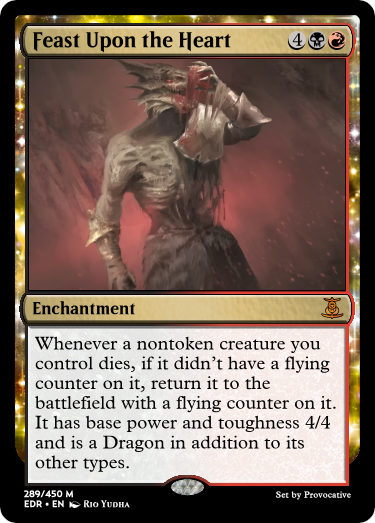 Feast Upon the Heart 4
Enchantment
Whenever a nontoken creature you
control dies, if it didn't have a flying
counter on it, return it to the
battlefield with a flying counter on it.
It has base power and toughness 4/4
and is a Dragon in addition to its
other types.
289/450 M
EDR • EN Rio Yudha
Set by Provocative